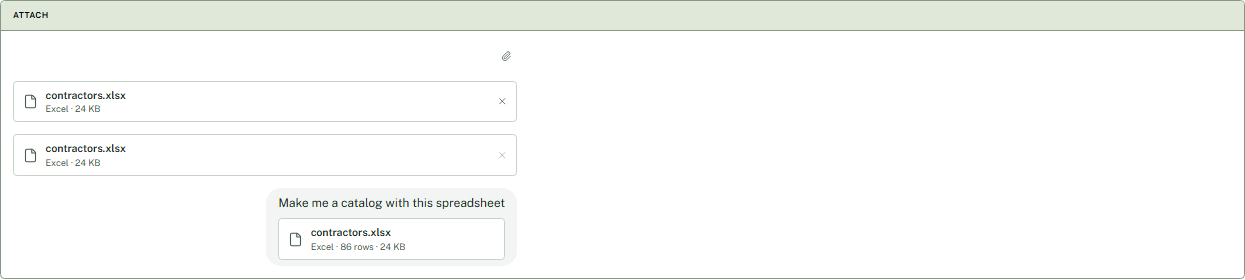 ATTACH
contractors.xlsx
Excel · 24 KB
contractors.xlsx
Excel · 24 KB
Make me a catalog with this spreadsheet
contractors.xlsx
Excel · 86 rows · 24 KB